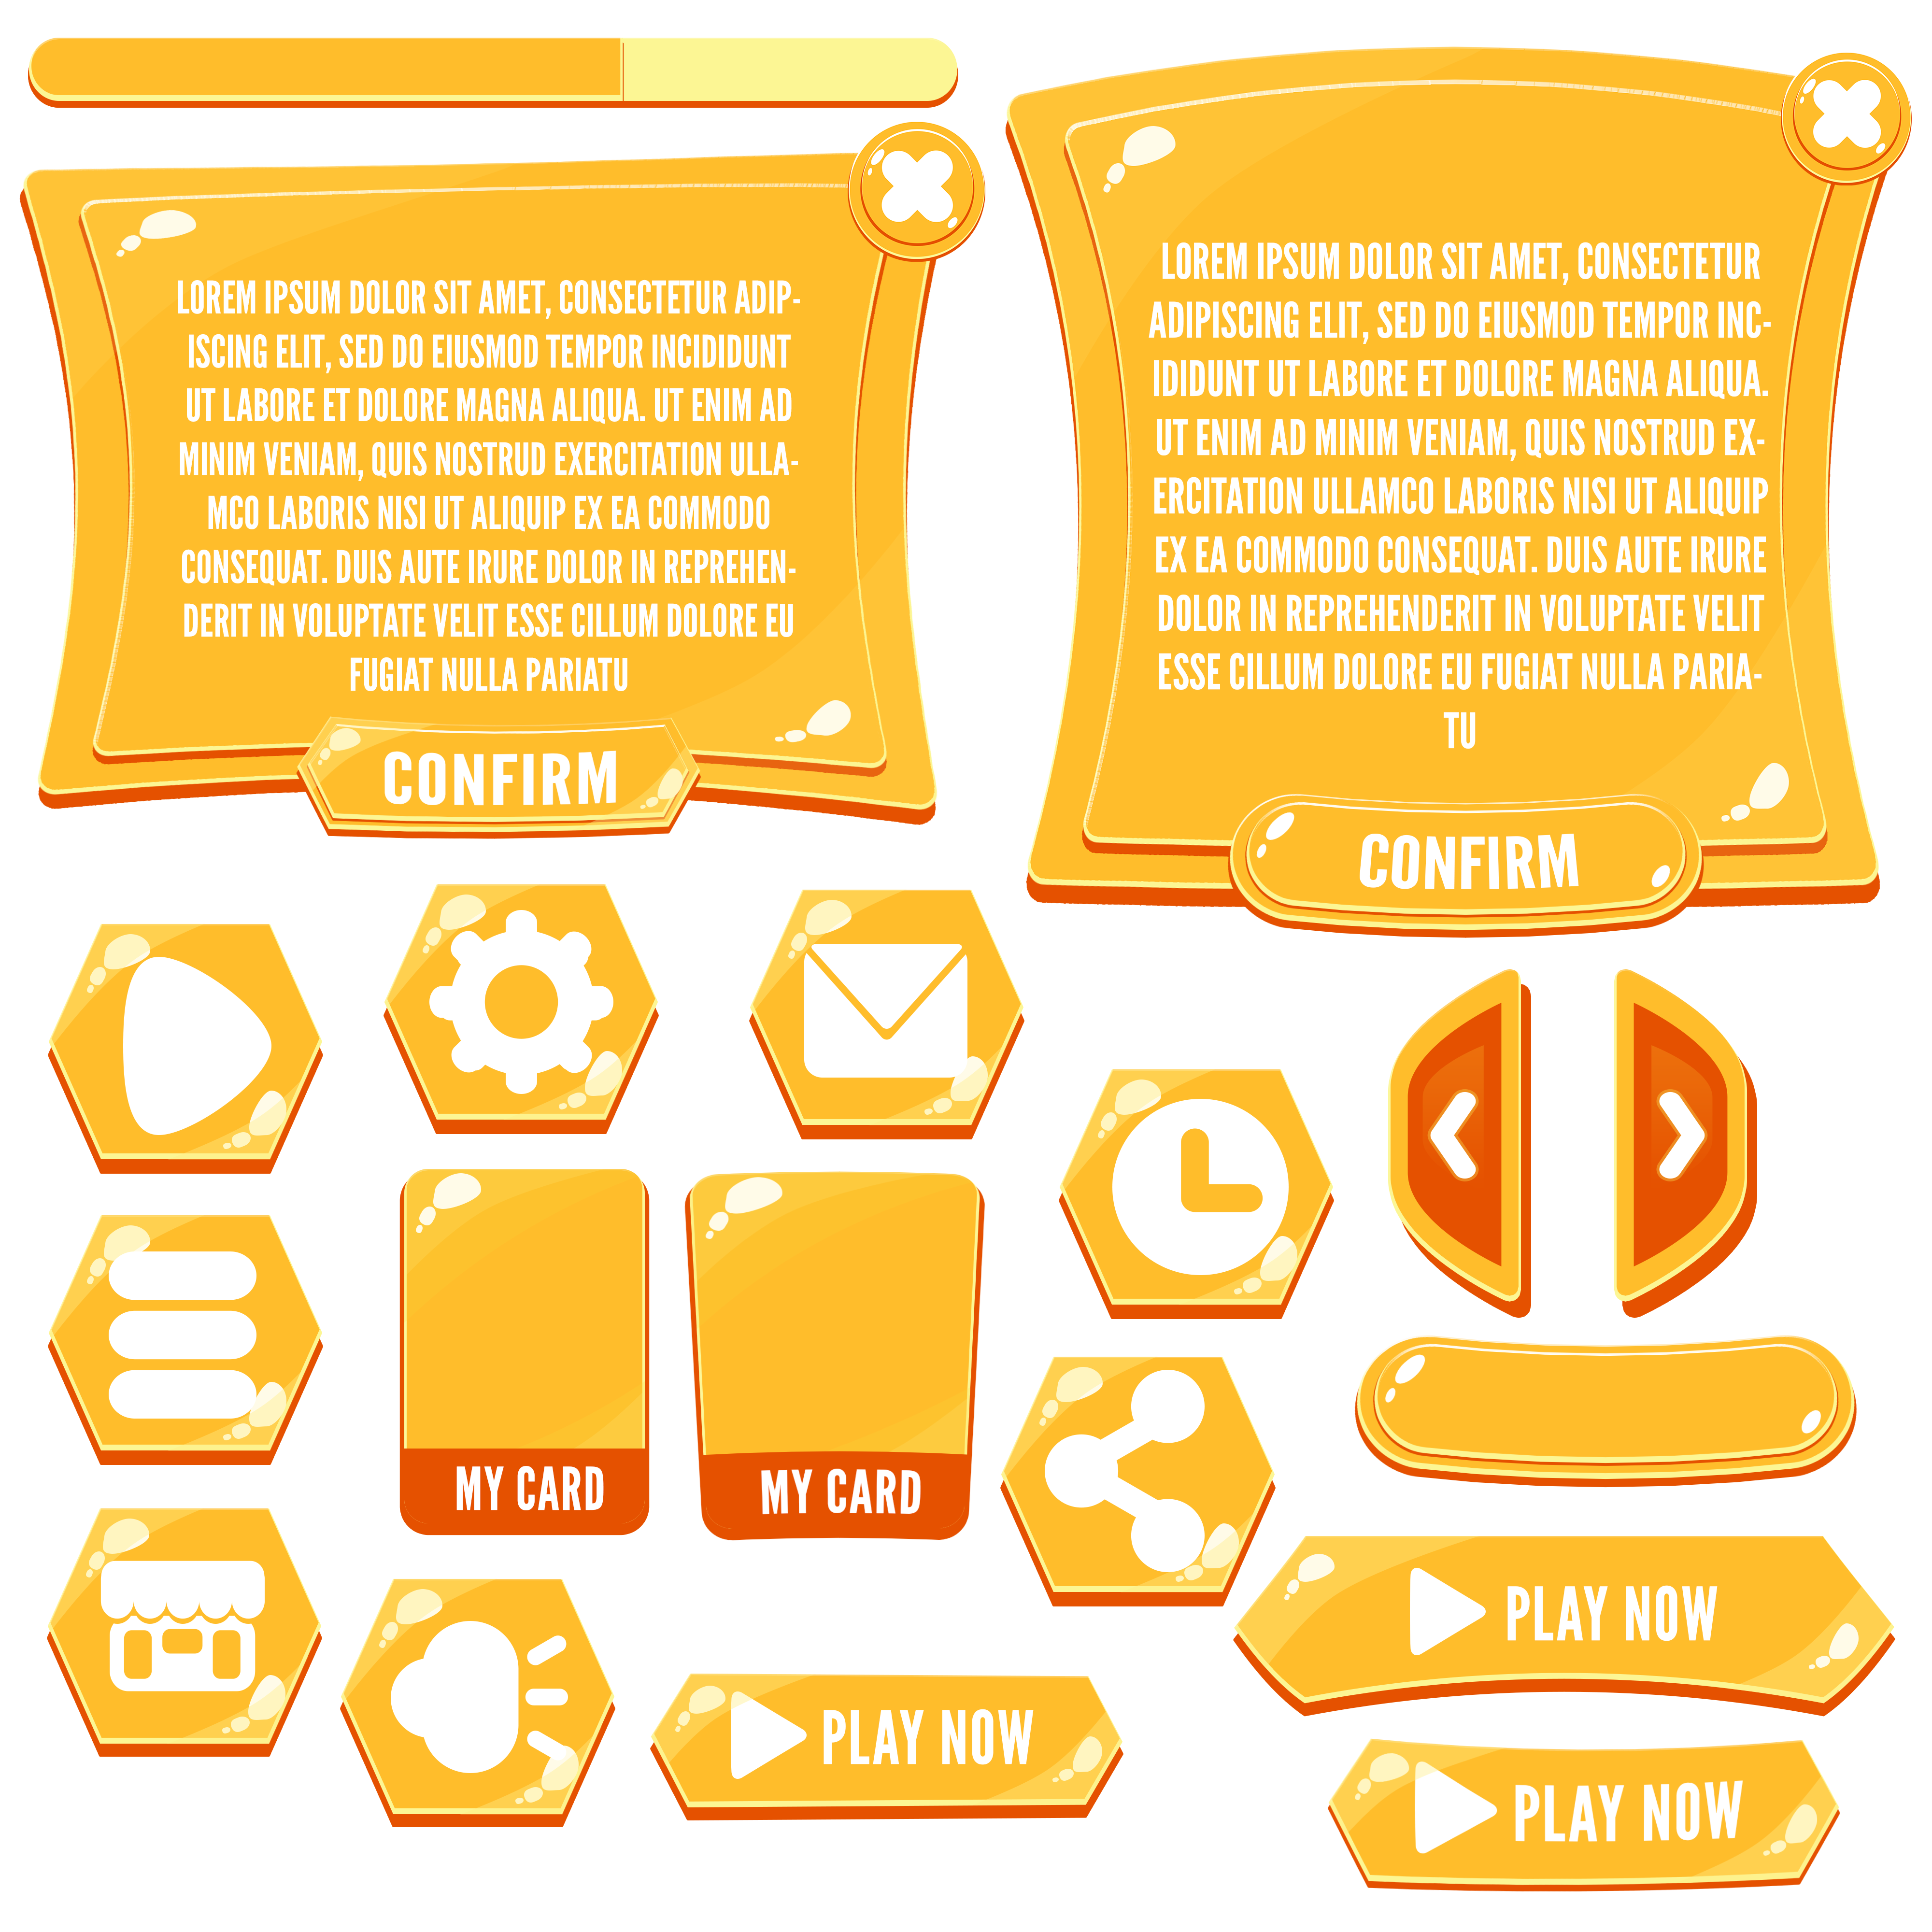 LOREM IPSUM DOLOR SIT AMET, CONSECTETUR ADIP-
ISCING ELIT, SED DO EIUSMOD TEMPOR INCIDIDUNT
UT LABORE ET DOLORE MAGNA ALIQUA. UT ENIM AD
MINIM VENIAM, QUIS NOSTRUD EXERCITATION ULLA-
MCO LABORIS NISI UT ALIQUIP EX EA COMMODO
CONSEQUAT. DUIS AUTE IRURE DOLOR IN REPREHEN-
DERIT IN VOLUPTATE VELIT ESSE CILLUM DOLORE EU
FUGIAT NULLA PARIATU
CONFIRM
LOREM IPSUM DOLOR SIT AMET, CONSECTETUR
ADIPISCING ELIT, SED DO EIUSMOD TEMPOR INC-
IDIDUNT UT LABORE ET DOLORE MAGNA ALIQUA.
UT ENIM AD MINIM VENIAM, QUIS NOSTRUD EX-
ERCITATION ULLAMCO LABORIS NISI UT ALIQUIP
EX EA COMMODO CONSEQUAT. DUIS AUTE IRURE
DOLOR IN REPREHENDERIT IN VOLUPTATE VELIT
ESSE CILLUM DOLORE EU FUGIAT NULLA PARIA-
TU
CONFIRM
MY CARD
MY CARD
PLAY NOW
PLAY NOW
PLAY NOW